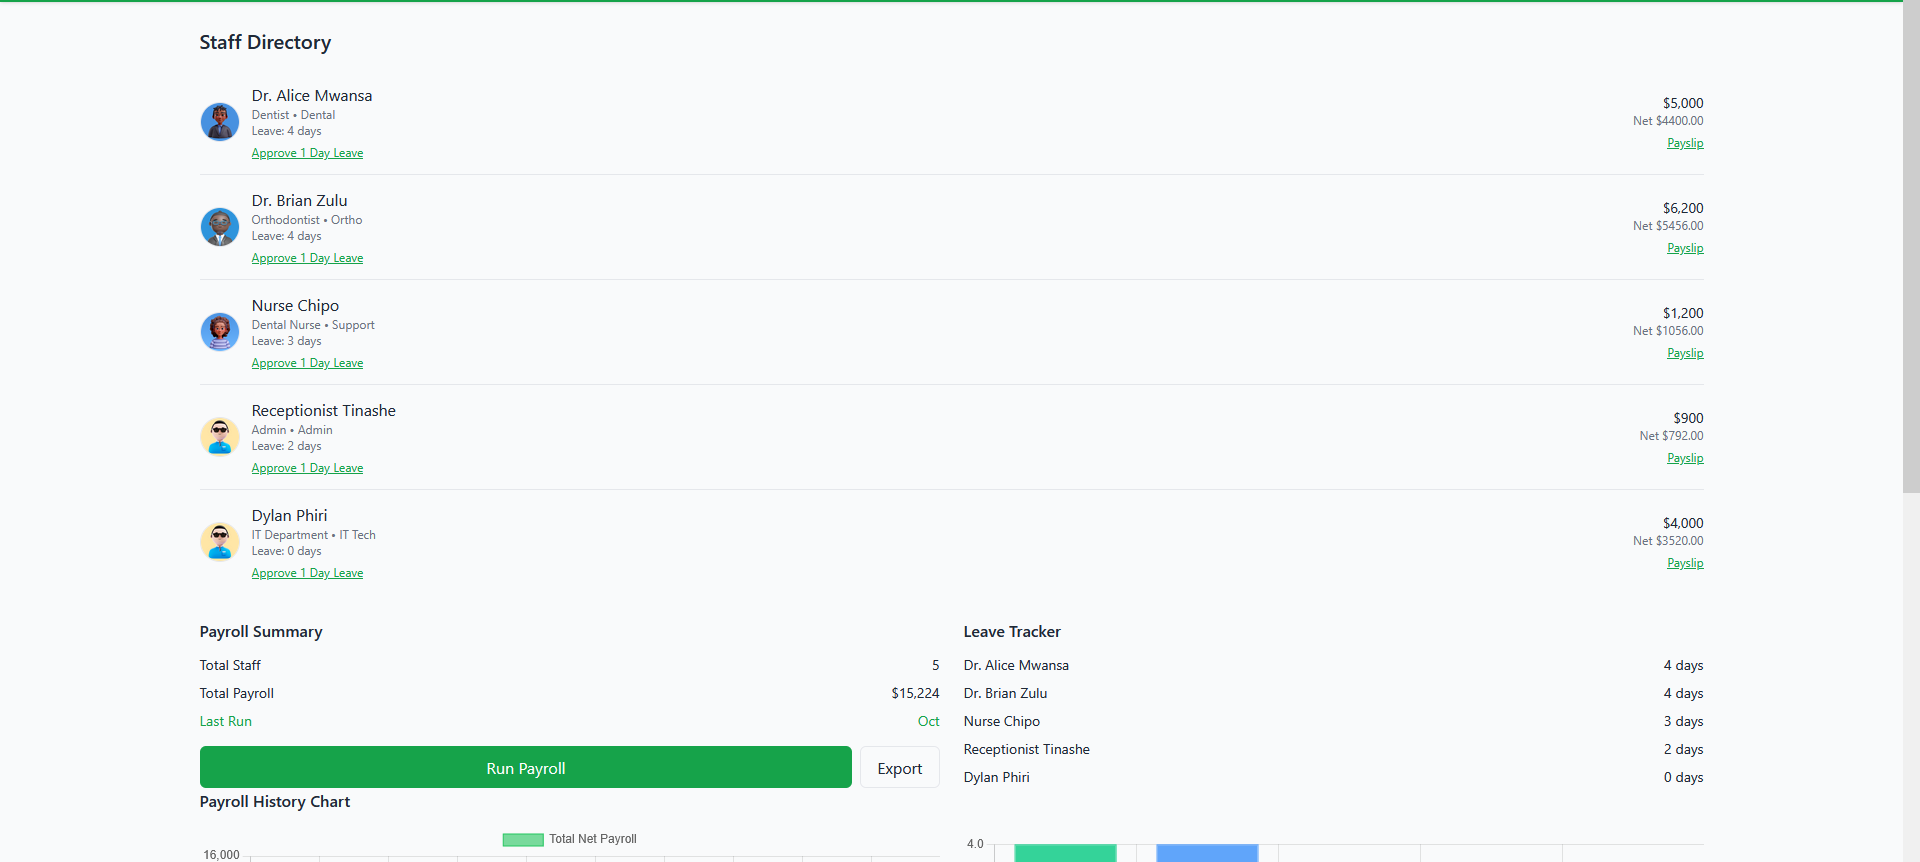 Staff Directory
Dr. Alice Mwansa
Dentist • Dental
Leave: 4 days
Approve 1 Day Leave
$5,000
Net $4400.00
Payslip
Dr. Brian Zulu
Orthodontist • Ortho
Leave: 4 days
Approve 1 Day Leave
$6,200
Net $5456.00
Payslip
Nurse Chipo
Dental Nurse • Support
Leave: 3 days
Approve 1 Day Leave
$1,200
Net $1056.00
Payslip
Receptionist Tinashe
Admin • Admin
Leave: 2 days
Approve 1 Day Leave
$900
Net $792.00
Payslip
Dylan Phiri
IT Department • IT Tech
Leave: 0 days
Approve 1 Day Leave
$4,000
Net $3520.00
Payslip
Payroll Summary
Total Staff 5
Total Payroll $15,224
Last Run Oct
Run Payroll Export
Leave Tracker
Dr. Alice Mwansa 4 days
Dr. Brian Zulu 4 days
Nurse Chipo 3 days
Receptionist Tinashe 2 days
Dylan Phiri 0 days
Payroll History Chart
Total Net Payroll
16,000
4.0